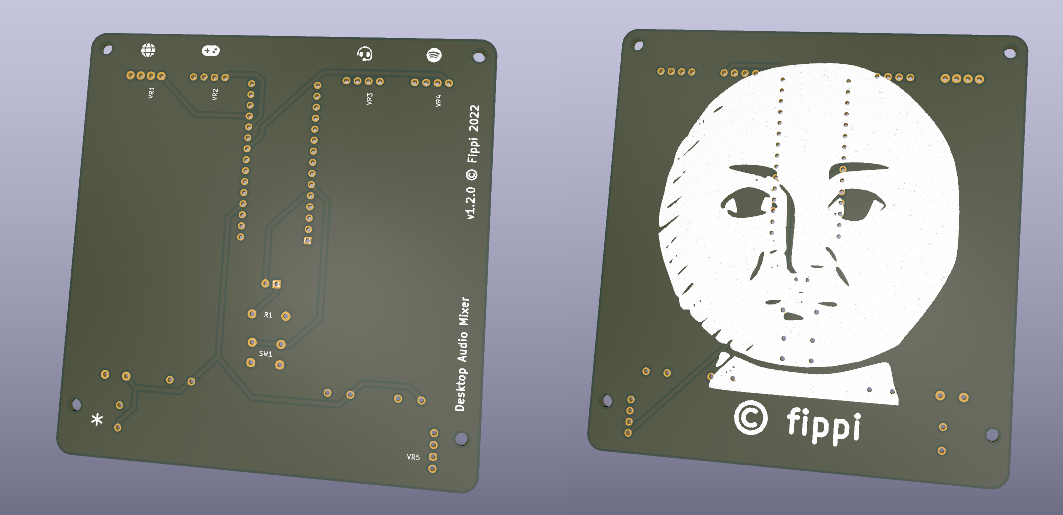 VR1
VR2
VR3
VR4
v1.2.0 © Fippi 2022
R1
SW1
Desktop Audio Mixer
*
VR5
© fippi